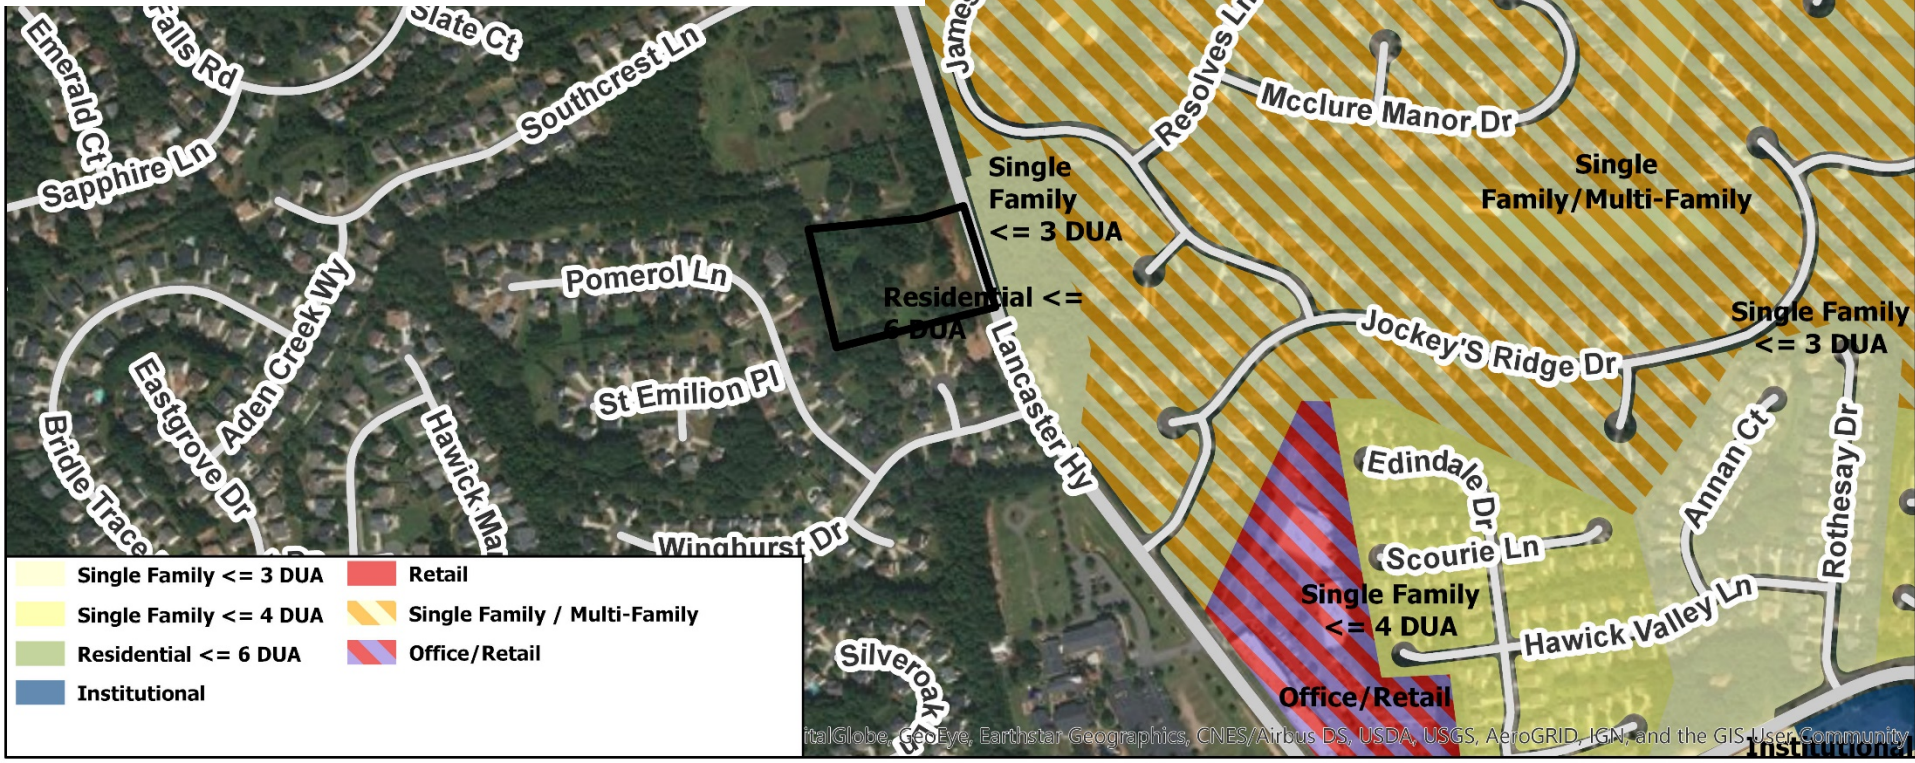 Emerald Ct
Falls Rd
Slate Ct
Southcrest Ln
Sapphire Ln
James
Resolves Ln
Mcclure Manor Dr
Single
Family
<= 3 DUA
Single
Family/Multi-Family
Pomerol Ln
Residential <=
6 DUA
Aden Creek Wy
Jockey'S Ridge Dr
Single Family
<= 3 DUA
St Emilion Pl
Lancaster Hy
Eastgrove Dr
Bridle Trace
Hawick Ma
Edindale Dr
Annan Ct
Rothesay Dr
Winghurst Dr
Scourie Ln
Single Family
<= 4 DUA
Hawick Valley Ln
Silveroak Ln
Office/Retail
Single Family <= 3 DUA
Single Family <= 4 DUA
Residential <= 6 DUA
Institutional
Retail
Single Family / Multi-Family
Office/Retail
italGlobe, GeoEye, Earthstar Geographics, CNES/Airbus DS, USDA, USGS, AeroGRID, IGN, and the GIS User Community
Institutional